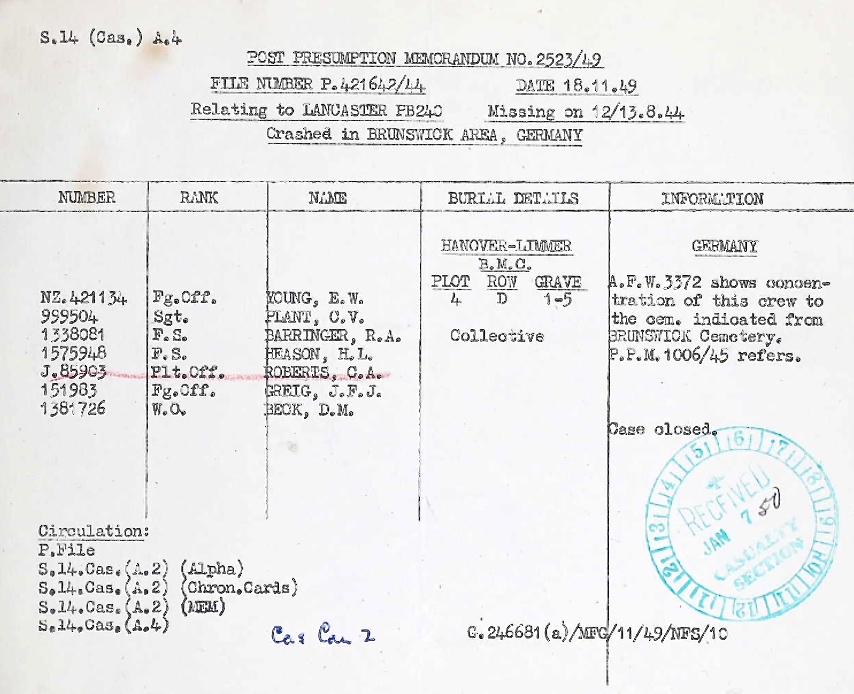 S.14 (Cas.) A.4
POST PRESUMPTION MEMORANDUM NO.2523/49
FILE NUMBER P.421642/44 DATE 18.11.49
Relating to LANCASTER PB240 Missing on 12/13.8.44
Crashed in BRUNSWICK AREA, GERMANY
NUMBER RANK NAME BURIAL DETAILS INFORMATION
HANOVER-LIMMER GERMANY
B.M.C.
PLOT ROW GRAVE A.F.W.3372 shows concen-
NZ.421134 Fg.Off. YOUNG, E.W. 4 D 1-5 tration of this crew to
999504 Sgt. PLANT, C.V. the cem. indicated from
1338081 F.S. BARRINGER, R.A. Collective BRUNSWICK Cemetery.
1575948 F.S. HEASON, H.L. P.P.M.1006/45 refers.
J.85903 Plt.Off. ROBERTS, C.A.
151983 Fg.Off. GREIG, J.F.J.
1381726 W.O. BECK, D.M.
Case closed.
RECEIVED
JAN 7 50
CASUALTY
SECTION
Circulation:
P.File
S.14.Cas.(A.2) (Alpha)
S.14.Cas.(A.2) (Chron.Cards)
S.14.Cas.(A.2) (MEM)
S.14.Cas.(A.4)
Cas Can 2 G.246681(a)/MFG/11/49/NFS/10